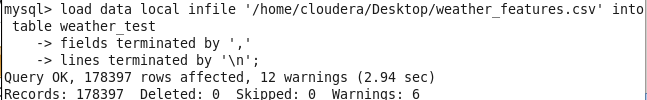 mysql> load data local infile '/home/cloudera/Desktop/weather_features.csv' into
 table weather_test
    -> fields terminated by ','
    -> lines terminated by '\n';
Query OK, 178397 rows affected, 12 warnings (2.94 sec)
Records: 178397  Deleted: 0  Skipped: 0  Warnings: 6